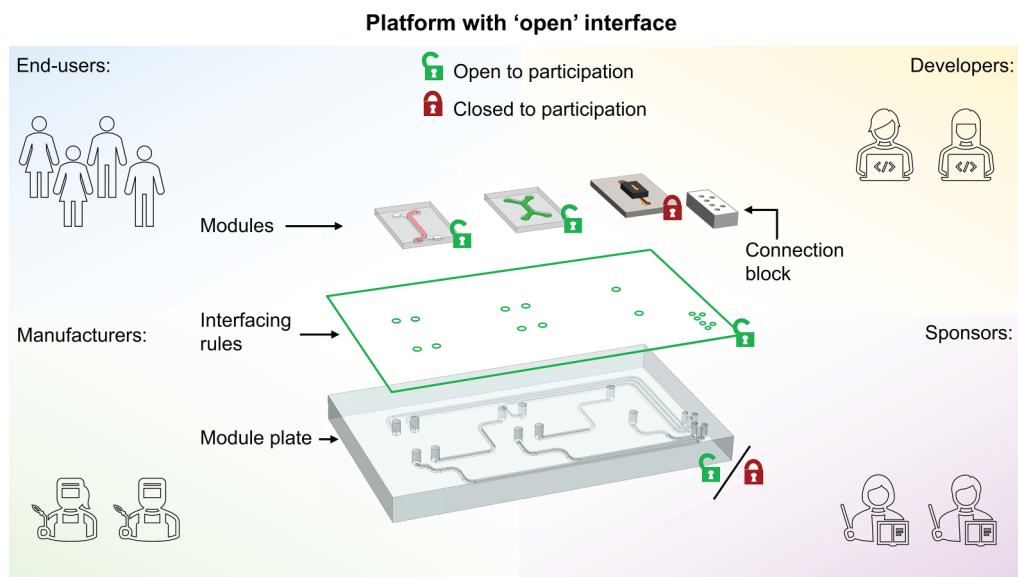 Platform with ‘open’ interface
End-users:
Open to participation
Closed to participation
Developers:
Modules
Connection
block
Manufacturers:
Interfacing
rules
Sponsors:
Module plate
</>
</>